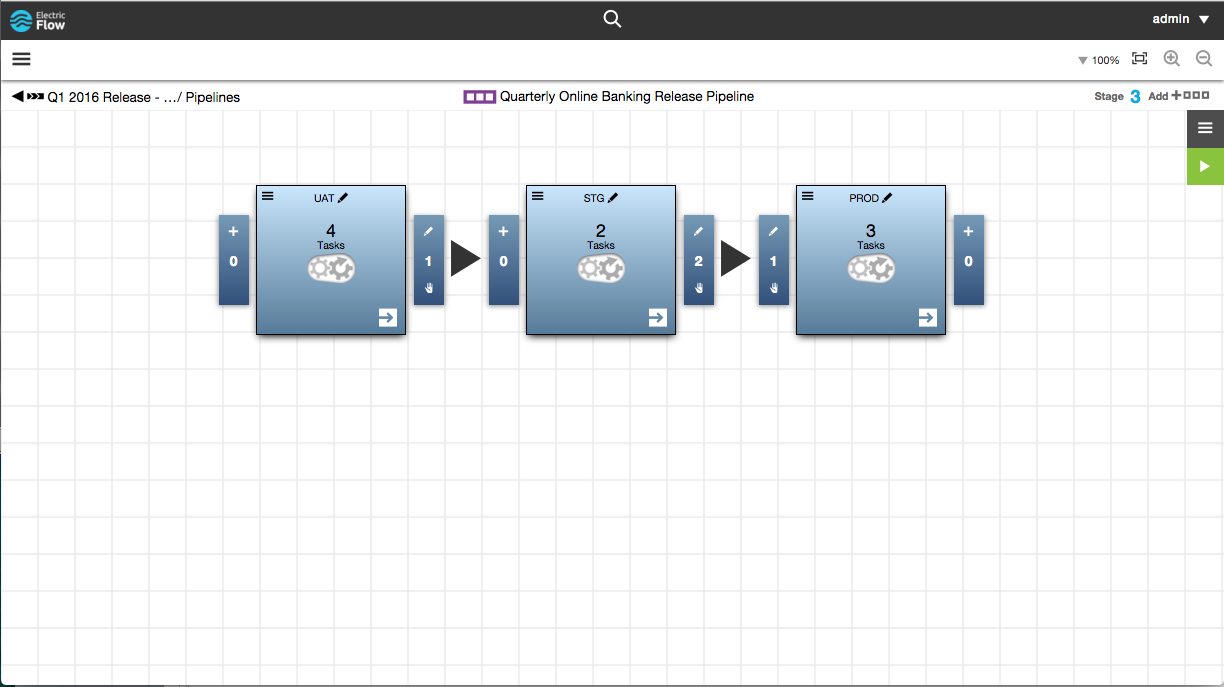 Electric
Flow
admin
100%
Q1 2016 Release - .../ Pipelines
Quarterly Online Banking Release Pipeline
Stage 3 Add
UAT
STG
PROD
4
Tasks
2
Tasks
3
Tasks
0
1
0
2
1
0